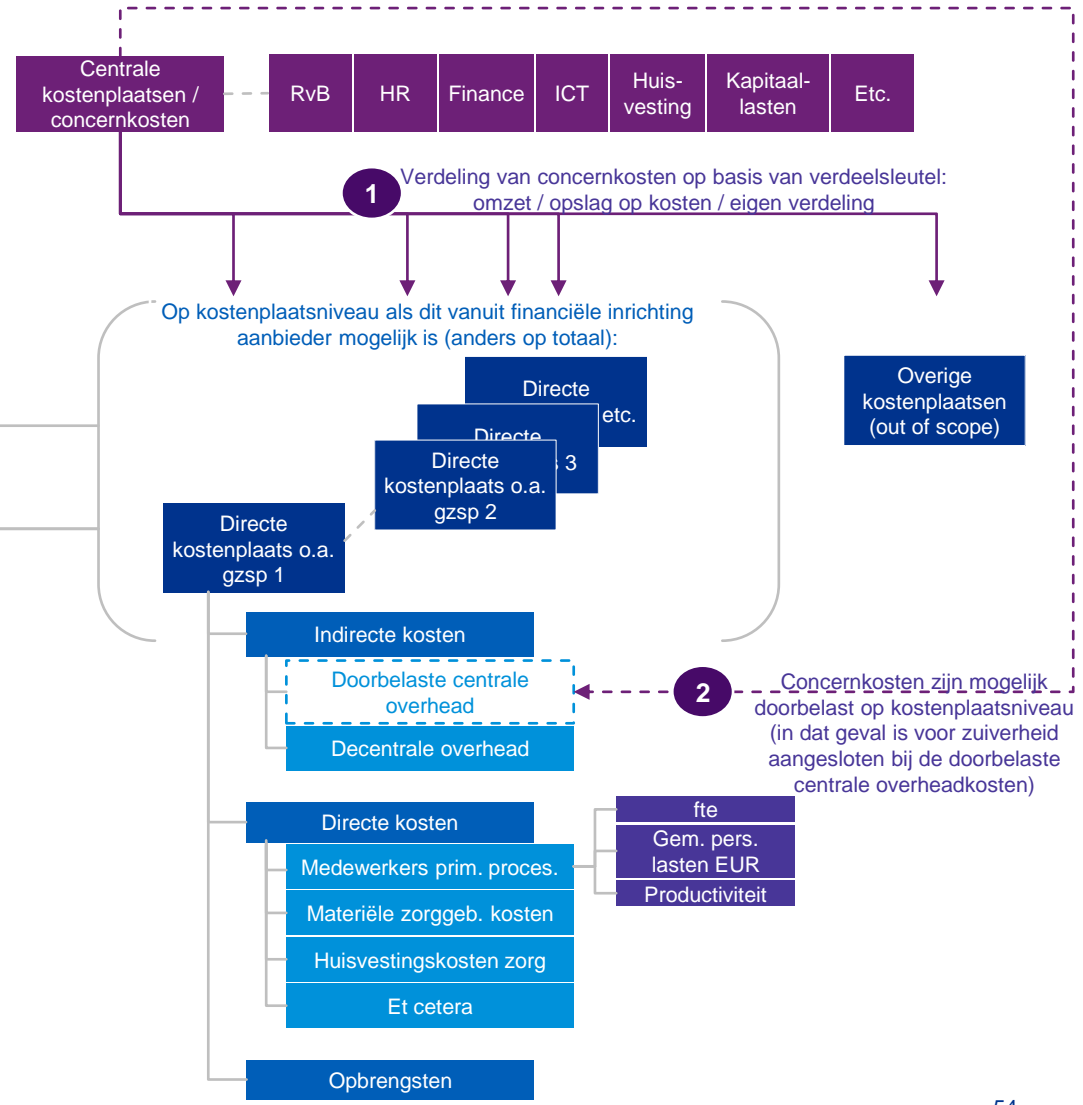 Centrale
kostenplaatsen /
concernkosten
RvB
HR
Finance
ICT
Huis-
vesting
Kapitaal-
lasten
Etc.
1
Verdeling van concernkosten op basis van verdeelsleutel:
omzet / opslag op kosten / eigen verdeling
Op kostenplaatsniveau als dit vanuit financiële inrichting
aanbieder mogelijk is (anders op totaal):
Directe
etc.
Directe
3
Directe
kostenplaats o.a.
gzsp 2
Directe
kostenplaats o.a.
gzsp 1
Overige
kostenplaatsen
(out of scope)
Indirecte kosten
Doorbelaste centrale
overhead
Decentrale overhead
2
Concernkosten zijn mogelijk
doorbelast op kostenplaatsniveau
(in dat geval is voor zuiverheid
aangesloten bij de doorbelaste
centrale overheadkosten)
Directe kosten
Medewerkers prim. proces.
Materiële zorggeb. kosten
Huisvestingskosten zorg
Et cetera
fte
Gem. pers.
lasten EUR
Productiviteit
Opbrengsten